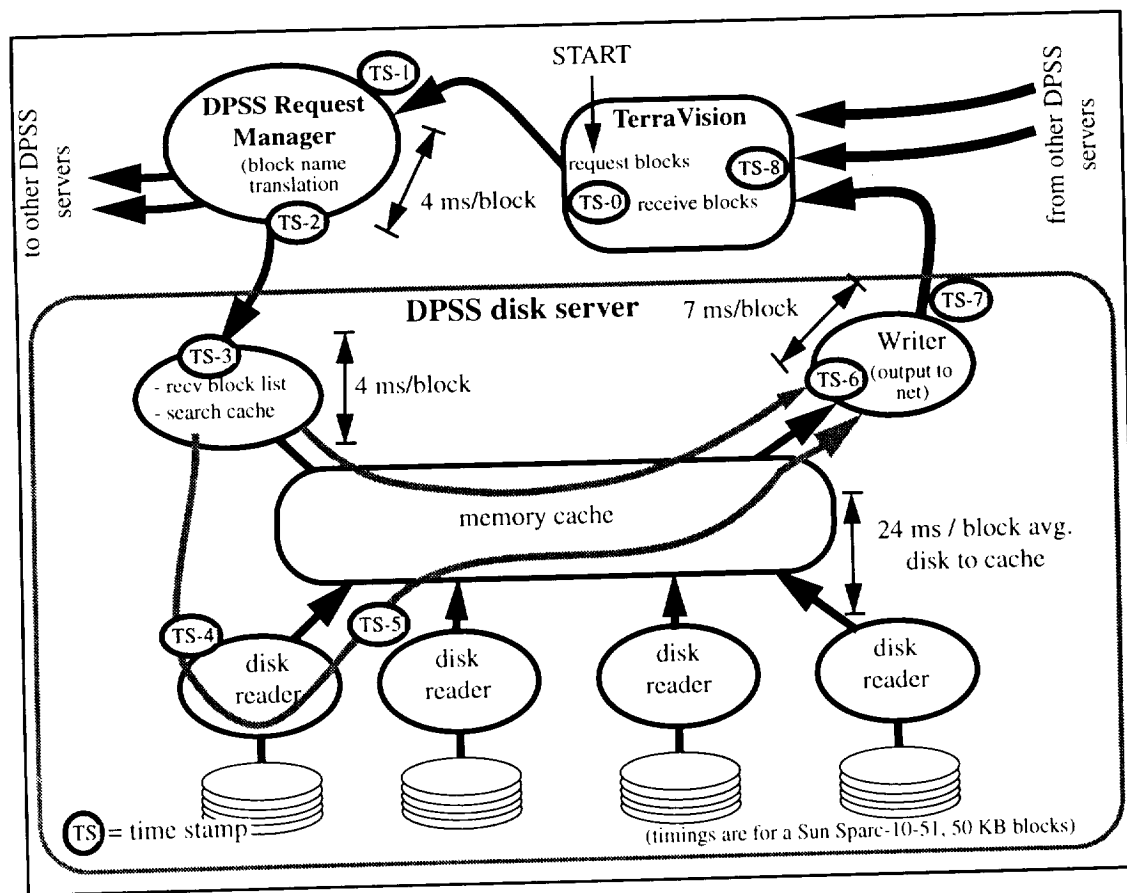 START
TS-1
DPSS Request
Manager
(block name
translation
TS-2
to other DPSS
servers
4 ms/block
TerraVision
request blocks
TS-8
TS-0
receive blocks
from other DPSS
servers
DPSS disk server
7 ms/block
TS-7
Writer
(output to
net)
TS-6
TS-3
- recv block list
- search cache
4 ms/block
memory cache
24 ms / block avg.
disk to cache
TS-4
TS-5
disk
reader
disk
reader
disk
reader
disk
reader
TS = time stamp
(timings are for a Sun Sparc-10-51, 50 KB blocks)